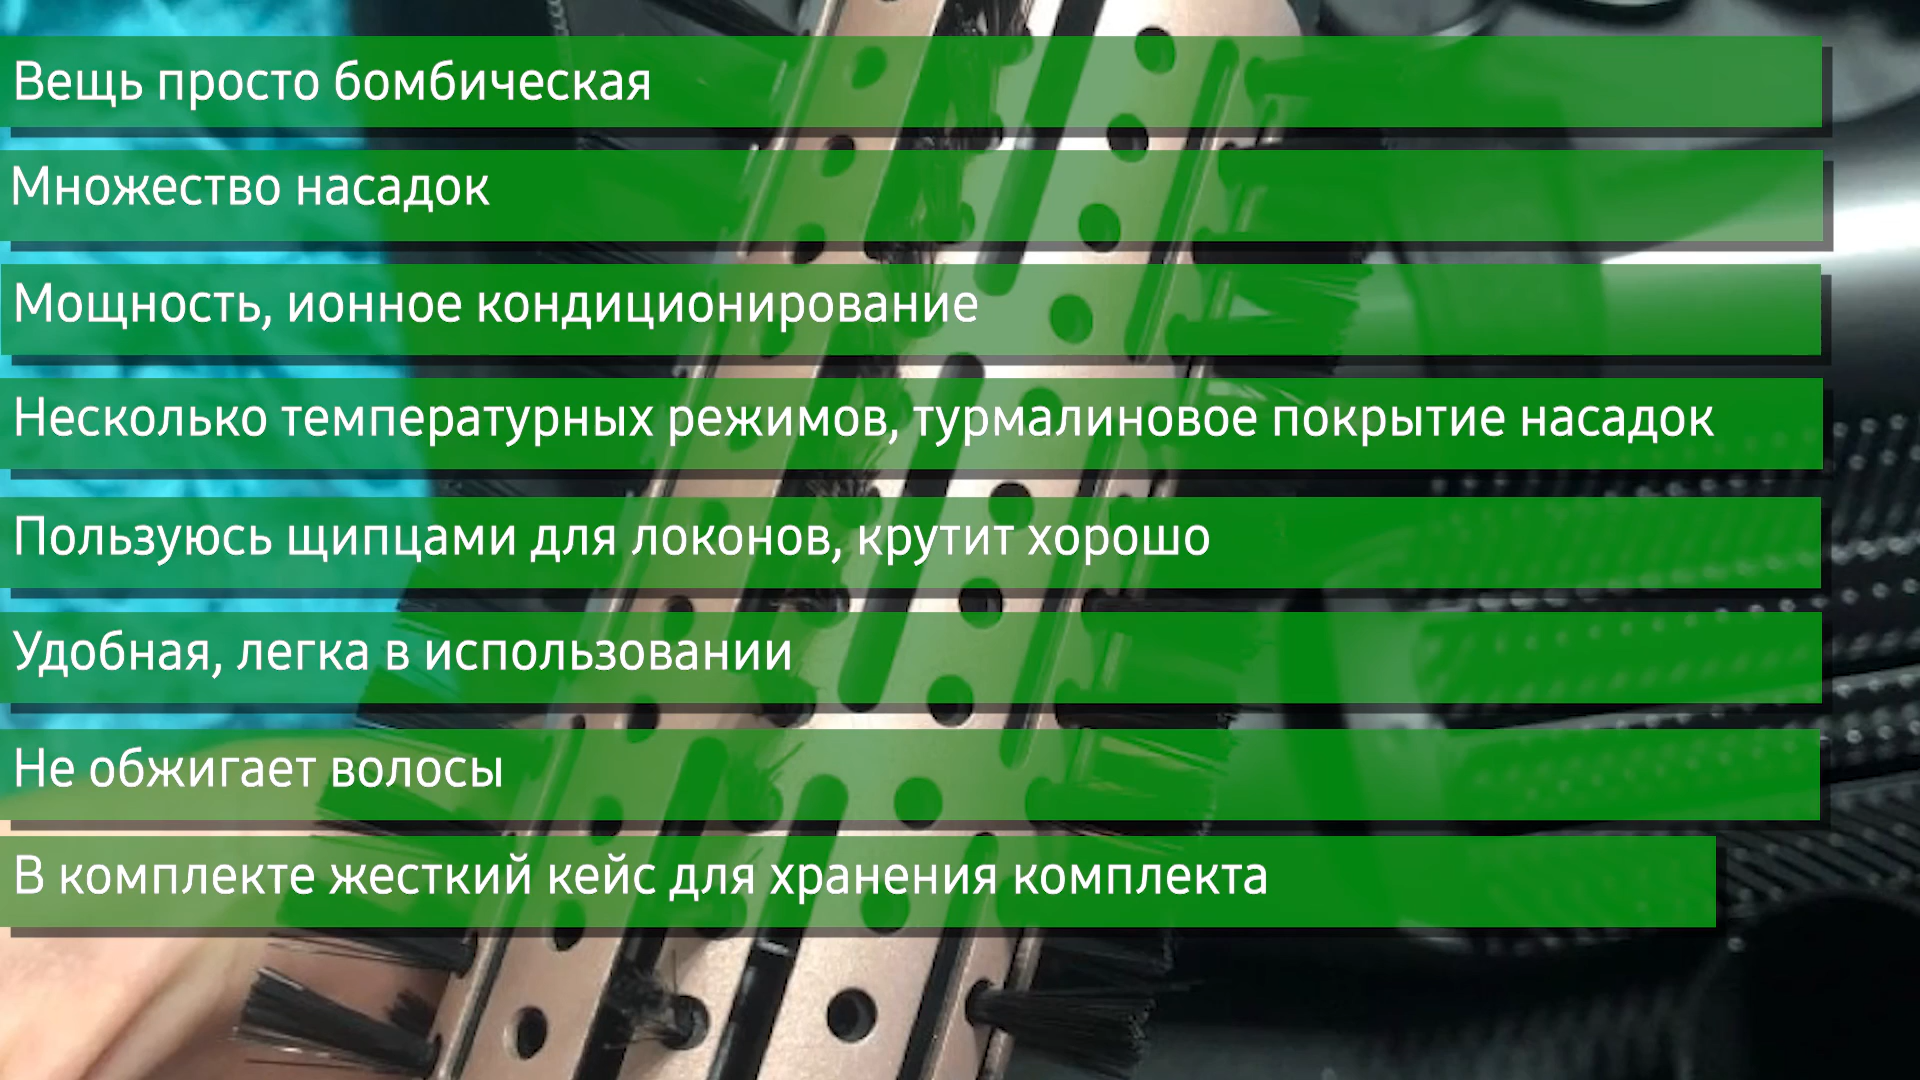 Вещь просто бомбическая
Множество насадок
Мощность, ионное кондиционирование
Несколько температурных режимов, турмалиновое покрытие насадок
Пользуюсь щипцами для локонов, крутит хорошо
Удобная, легка в использовании
Не обжигает волосы
В комплекте жесткий кейс для хранения комплекта